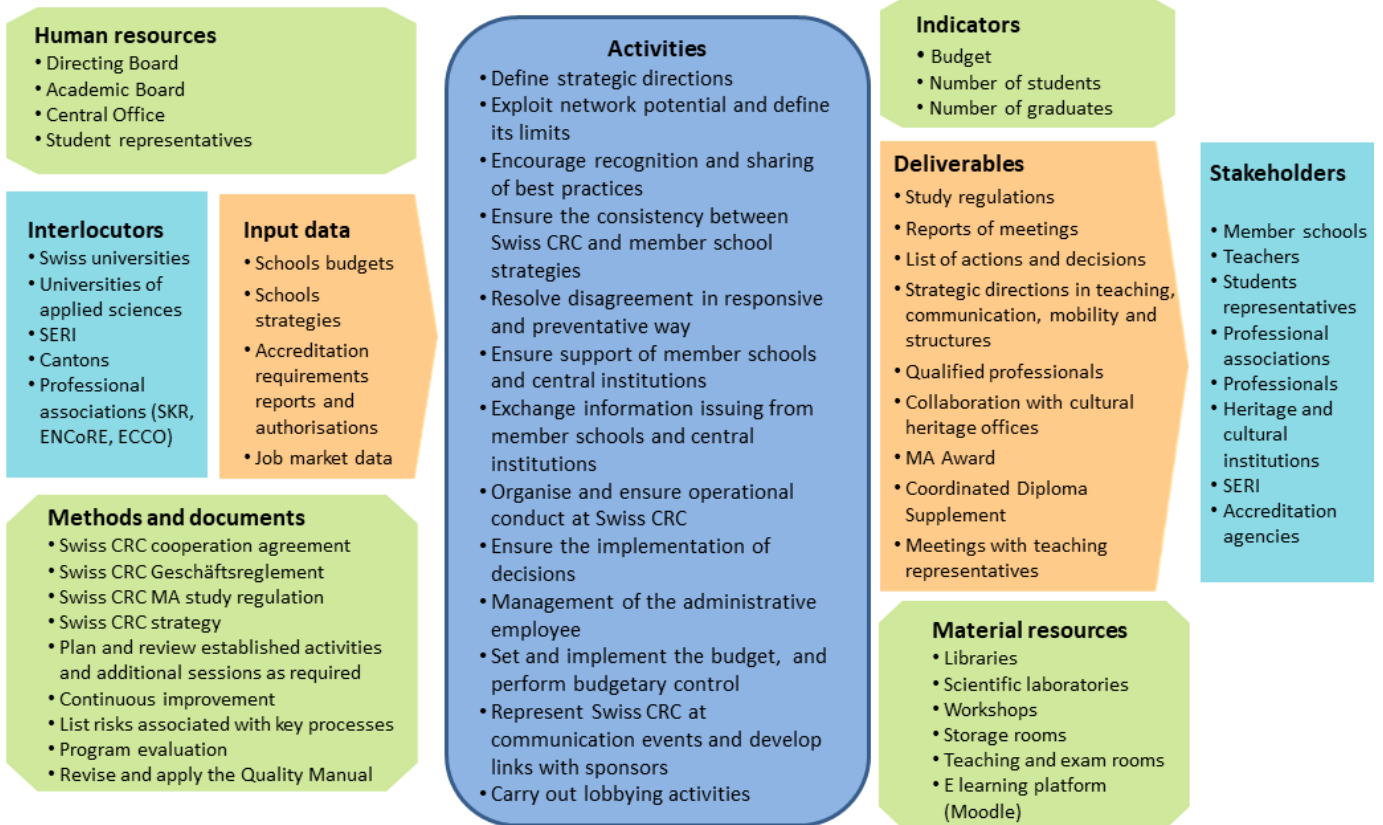 Human resources
• Directing Board
• Academic Board
• Central Office
• Student representatives
Interlocutors
• Swiss universities
• Universities of
applied sciences
• SERI
• Cantons
• Professional
associations (SKR,
ENCoRE, ECCO)
Input data
• Schools budgets
• Schools
strategies
• Accreditation
requirements
reports and
authorisations
• Job market data
Methods and documents
• Swiss CRC cooperation agreement
• Swiss CRC Geschäftsreglement
• Swiss CRC MA study regulation
• Swiss CRC strategy
• Plan and review established activities
and additional sessions as required
• Continuous improvement
• List risks associated with key processes
• Program evaluation
• Revise and apply the Quality Manual
Activities
• Define strategic directions
• Exploit network potential and define
its limits
• Encourage recognition and sharing
of best practices
• Ensure the consistency between
Swiss CRC and member school
strategies
• Resolve disagreement in responsive
and preventative way
• Ensure support of member schools
and central institutions
• Exchange information issuing from
member schools and central
institutions
• Organise and ensure operational
conduct at Swiss CRC
• Ensure the implementation of
decisions
• Management of the administrative
employee
• Set and implement the budget, and
perform budgetary control
• Represent Swiss CRC at
communication events and develop
links with sponsors
• Carry out lobbying activities
Indicators
• Budget
• Number of students
• Number of graduates
Deliverables
• Study regulations
• Reports of meetings
• List of actions and decisions
• Strategic directions in teaching,
communication, mobility and
structures
• Qualified professionals
• Collaboration with cultural
heritage offices
• MA Award
• Coordinated Diploma
Supplement
• Meetings with teaching
representatives
Stakeholders
• Member schools
• Teachers
• Students
representatives
• Professional
associations
• Professionals
• Heritage and
cultural
institutions
• SERI
• Accreditation
agencies
Material resources
• Libraries
• Scientific laboratories
• Workshops
• Storage rooms
• Teaching and exam rooms
• E learning platform
(Moodle)